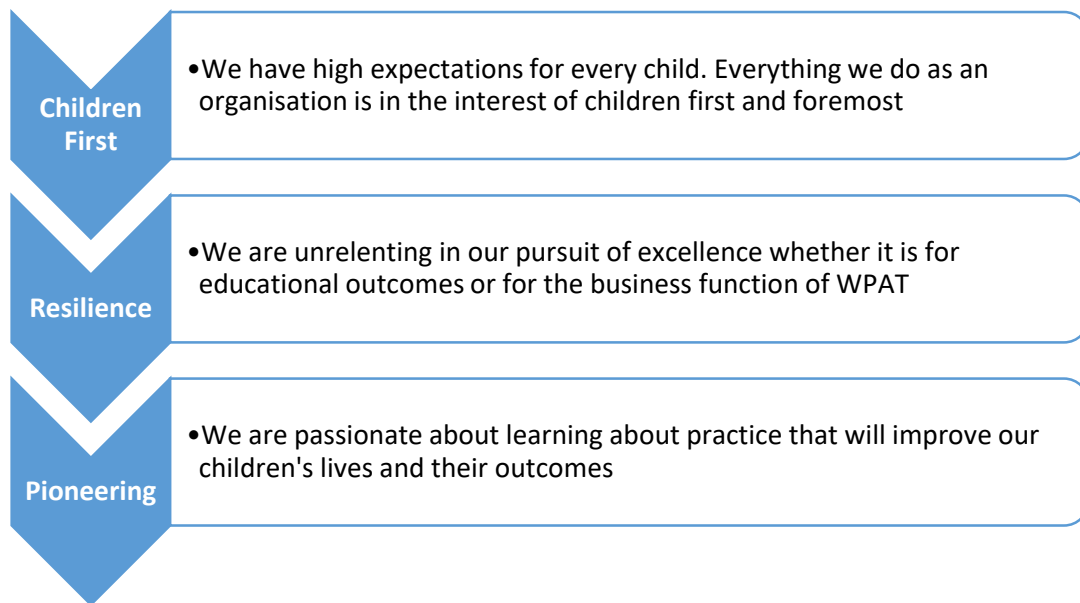 Children
First
•We have high expectations for every child. Everything we do as an
organisation is in the interest of children first and foremost
Resilience
•We are unrelenting in our pursuit of excellence whether it is for
educational outcomes or for the business function of WPAT
Pioneering
•We are passionate about learning about practice that will improve our
children's lives and their outcomes